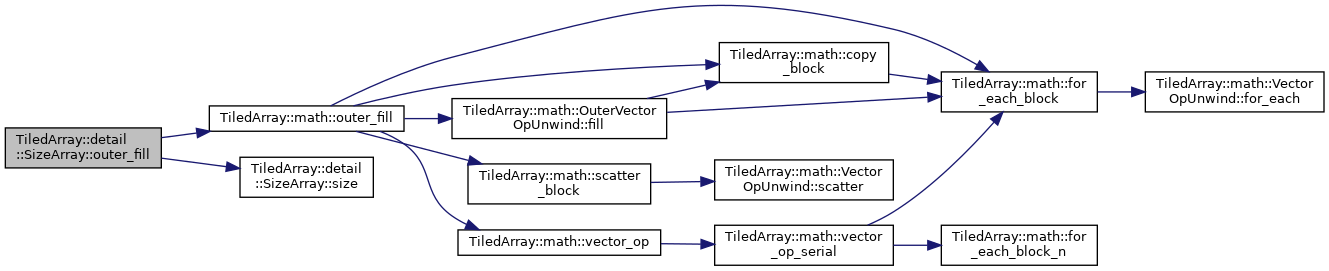 TiledArray::detail
::SizeArray::outer_fill
TiledArray::math::outer_fill
TiledArray::detail
::SizeArray::size
TiledArray::math::OuterVector
OpUnwind::fill
TiledArray::math::scatter
_block
TiledArray::math::vector_op
TiledArray::math::copy
_block
TiledArray::math::Vector
OpUnwind::scatter
TiledArray::math::vector
_op_serial
TiledArray::math::for
_each_block
TiledArray::math::for
_each_block_n
TiledArray::math::Vector
OpUnwind::for_each